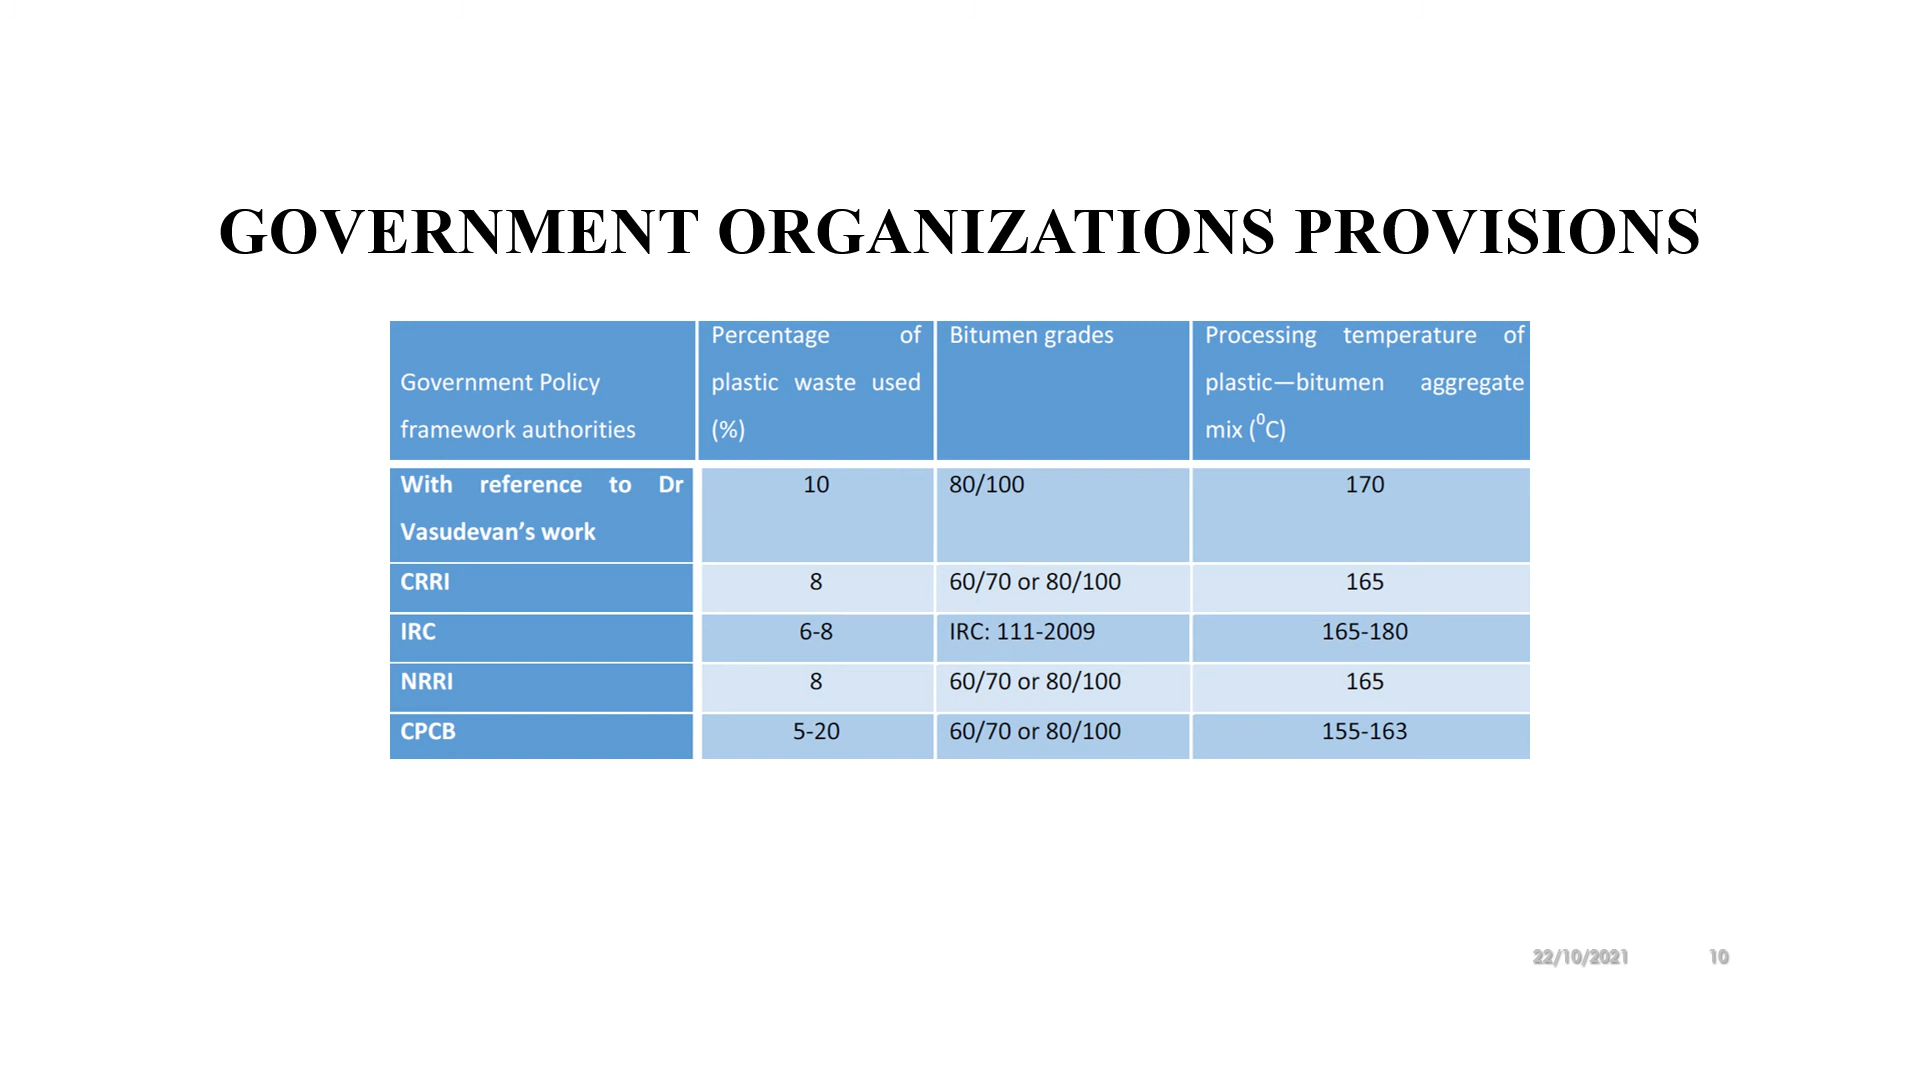 GOVERNMENT ORGANIZATIONS PROVISIONS
Government Policy
framework authorities
Percentage of
plastic waste used
(%)
Bitumen grades
Processing temperature of
plastic—bitumen aggregate
mix (⁰C)
With reference to Dr
Vasudevan’s work
10
80/100
170
CRRI
8
60/70 or 80/100
165
IRC
6-8
IRC: 111-2009
165-180
NRRI
8
60/70 or 80/100
165
CPCB
5-20
60/70 or 80/100
155-163
22/10/2021
10